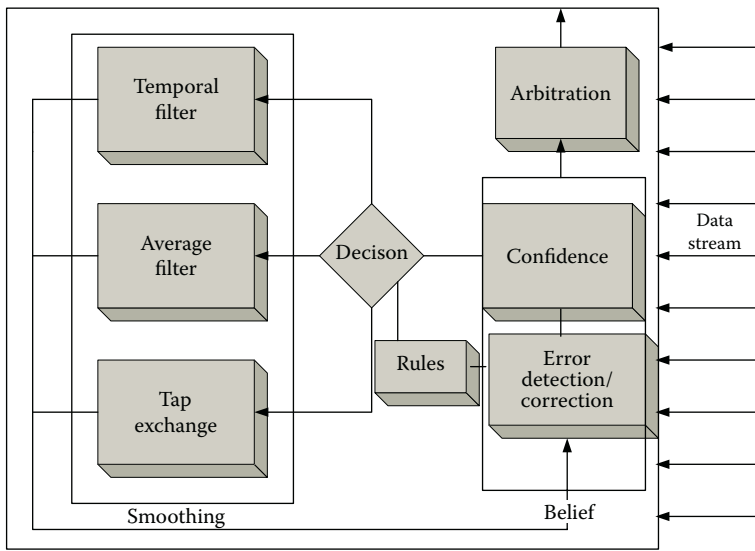 Temporal
filter
Arbitration
Average
filter
Decison
Confidence
Data
stream
Rules
Error
detection/
correction
Tap
exchange
Smoothing
Belief